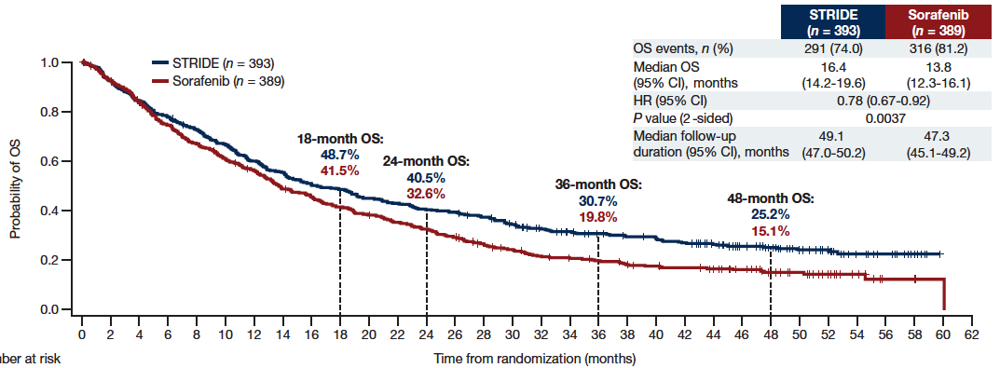 STRIDE Sorafenib
(n = 393) (n = 389)
OS events, n (%) 291 (74.0) 316 (81.2)
Median OS 16.4 13.8
(95% CI), months (14.2-19.6) (12.3-16.1)
HR (95% CI) 0.78 (0.67-0.92)
P value (2-sided) 0.0037
Median follow-up 49.1 47.3
duration (95% CI), months (47.0-50.2) (45.1-49.2)
STRIDE (n = 393)
Sorafenib (n = 389)
18-month OS:
48.7%
41.5%
24-month OS:
40.5%
32.6%
36-month OS:
30.7%
19.8%
48-month OS:
25.2%
15.1%
Probability of OS
1.0
0.8
0.6
0.4
0.2
0.0
0 2 4 6 8 10 12 14 16 18 20 22 24 26 28 30 32 34 36 38 40 42 44 46 48 50 52 54 56 58 60 62
Time from randomization (months)
at risk